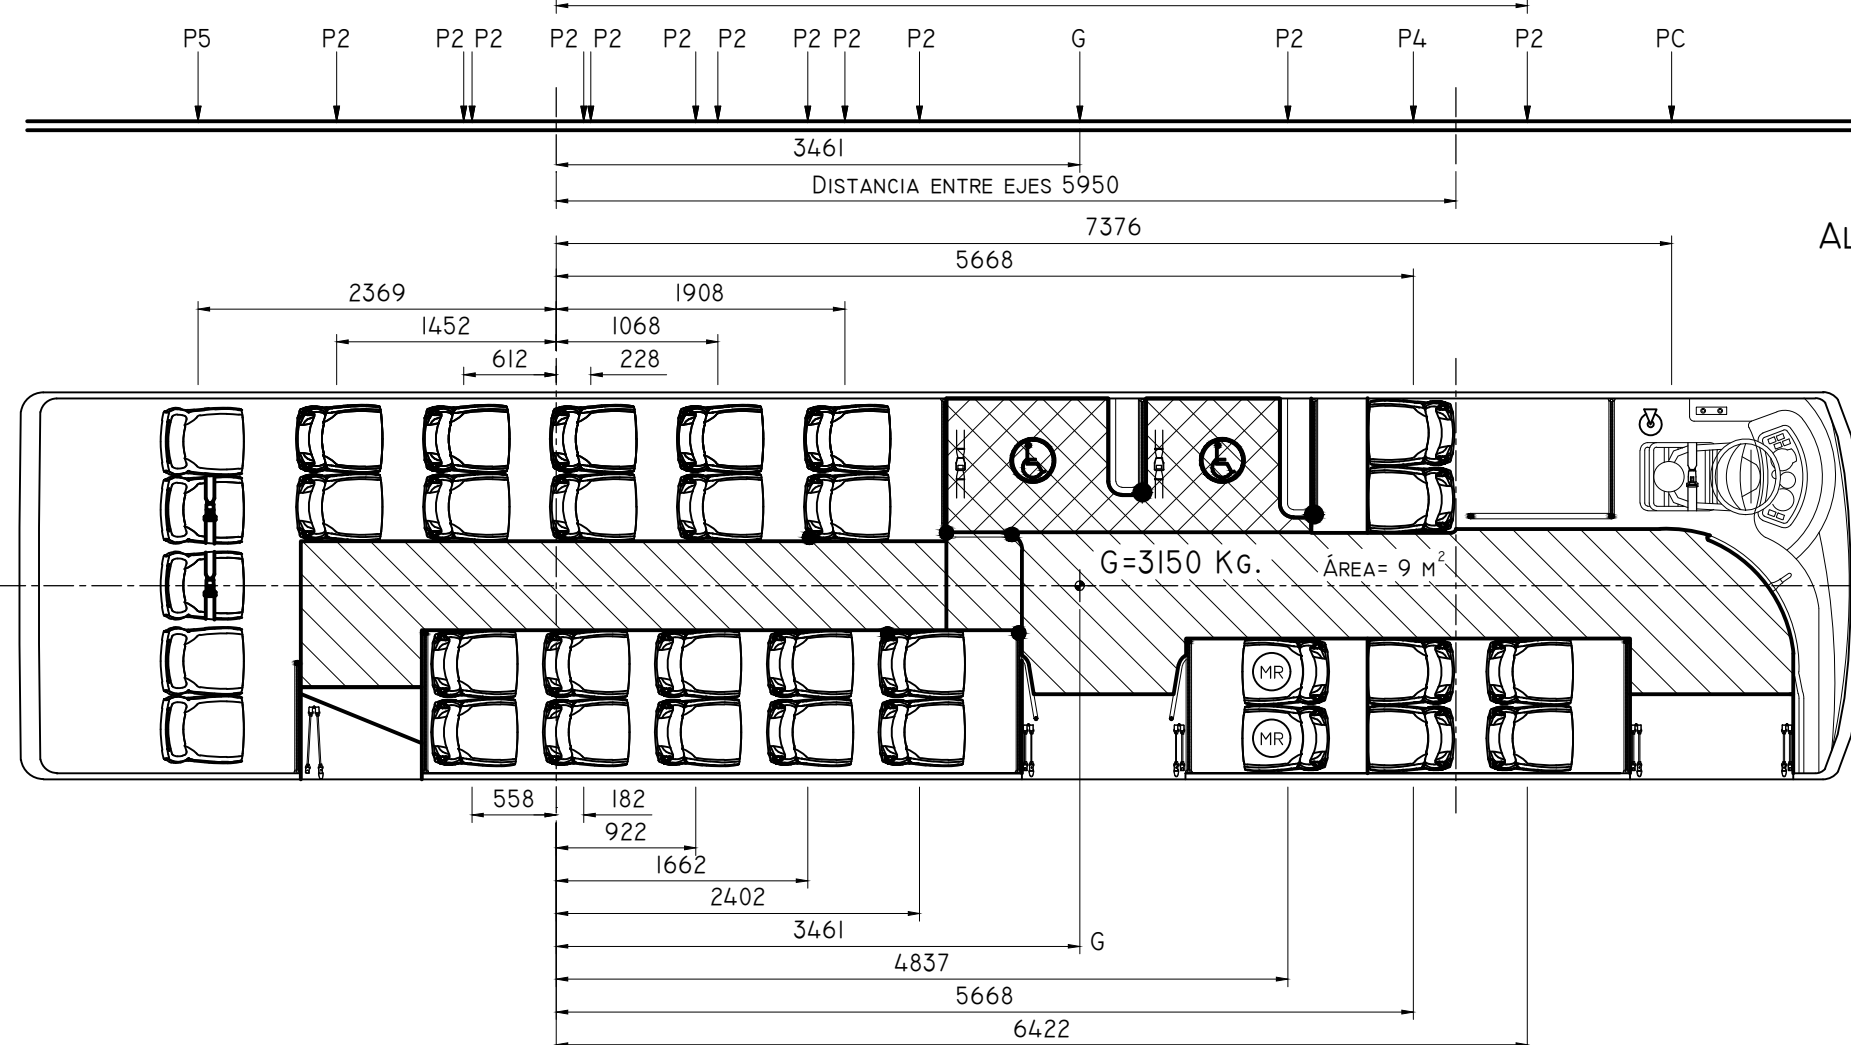 P5 P2 P2 P2 P2 P2 P2 P2 P2 P2 P2 G P2 P4 P2 PC
3461
DISTANCIA ENTRE EJES 5950
7376
AL
5668
2369 1908
1452 1068
612 228
G=3150 KG. ÁREA= 9 M²
MR
MR
558 182
922
1662
2402
3461 G
4837
5668
6422